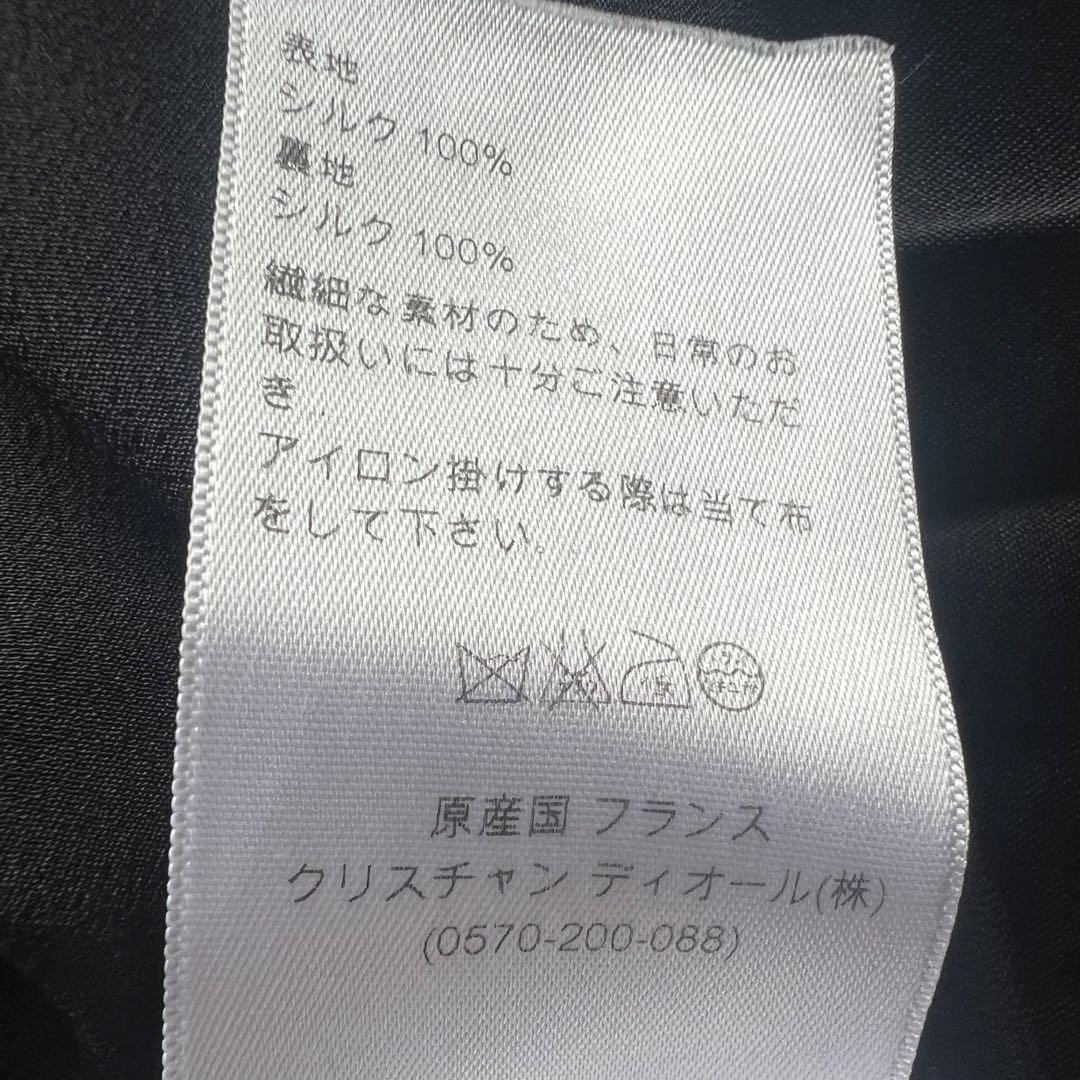 表地
シルク 100%
裏地
シルク 100%
繊細な素材のため、日常のお
取扱いには十分ご注意いただ
き、
アイロン掛けする際は当て布
をして下さい。
原産国 フランス
クリスチャン ディオール(株)
(0570-200-088)